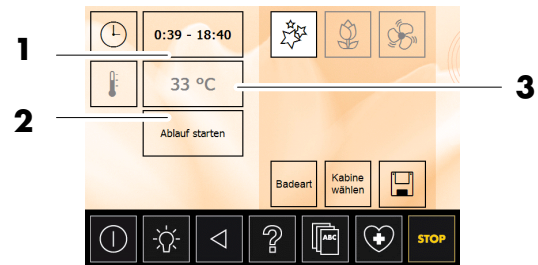 1
0:39 - 18:40
33 °C
3
2
Ablauf starten
Badeart
Kabine
wählen
?
ABC
STOP